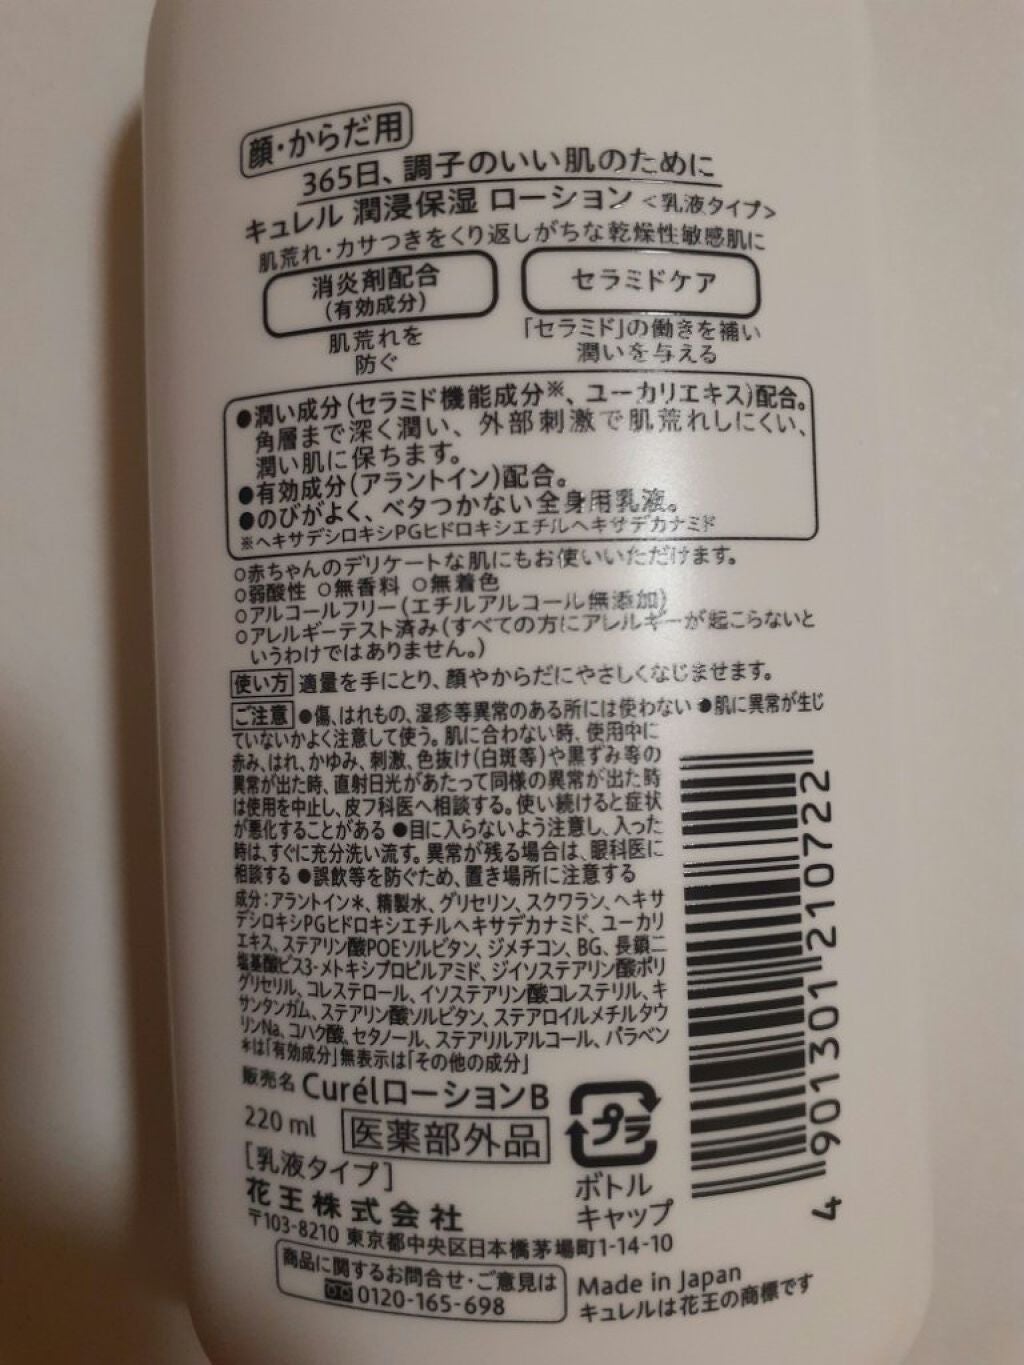 顔・からだ用
365日、調子のいい肌のために
キュレル 潤浸保湿 ローション <乳液タイプ>
肌荒れ・カサつきをくり返しがちな乾燥性敏感肌に
消炎剤配合
(有効成分)
肌荒れを
防ぐ
セラミドケア
「セラミド」の働きを補い
潤いを与える
●潤い成分(セラミド機能成分※、ユーカリエキス)配合。
角層まで深く潤い、外部刺激で肌荒れしにくい、
潤い肌に保ちます。
●有効成分(アラントイン)配合。
●のびがよく、ベタつかない全身用乳液。
※ヘキサデシロキシPGヒドロキシエチルヘキサデカナミド
○赤ちゃんのデリケートな肌にもお使いいただけます。
○弱酸性 ○無香料 ○無着色
○アルコールフリー(エチルアルコール無添加)
○アレルギーテスト済み(すべての方にアレルギーが起こらないと
いうわけではありません。)
使い方 適量を手にとり、顔やからだにやさしくなじませます。
ご注意 ●傷、はれもの、湿疹等異常のある所には使わない ●肌に異常が生じ
ていないかよく注意して使う。肌に合わない時、使用中に
赤み、はれ、かゆみ、刺激、色抜け(白斑等)や黒ずみ等の
異常が出た時、直射日光があたって同様の異常が出た時
は使用を中止し、皮フ科医へ相談する。使い続けると症状
が悪化することがある ●目に入らないよう注意し、入った
時は、すぐに充分洗い流す。異常が残る場合は、眼科医に
相談する ●誤飲等を防ぐため、置き場所に注意する
成分:アラントイン*、精製水、グリセリン、スクワラン、ヘキサ
デシロキシPGヒドロキシエチルヘキサデカナミド、ユーカリ
エキス、ステアリン酸POEソルビタン、ジメチコン、BG、長鎖二
塩基酸ビス3-メトキシプロピルアミド、ジイソステアリン酸ポリ
グリセリル、コレステロール、イソステアリン酸コレステリル、キ
サンタンガム、ステアリン酸ソルビタン、ステアロイルメチルタウ
リンNa、コハク酸、セタノール、ステアリルアルコール、パラベン
*は「有効成分」無表示は「その他の成分」
販売名 CurélローションB
220 ml 医薬部外品
[乳液タイプ]
プラ
ボトル
キャップ
4 901301 210722
花王株式会社
〒103-8210 東京都中央区日本橋茅場町1-14-10
商品に関するお問合せ・ご意見は
0120-165-698
Made in Japan
キュレルは花王の商標です